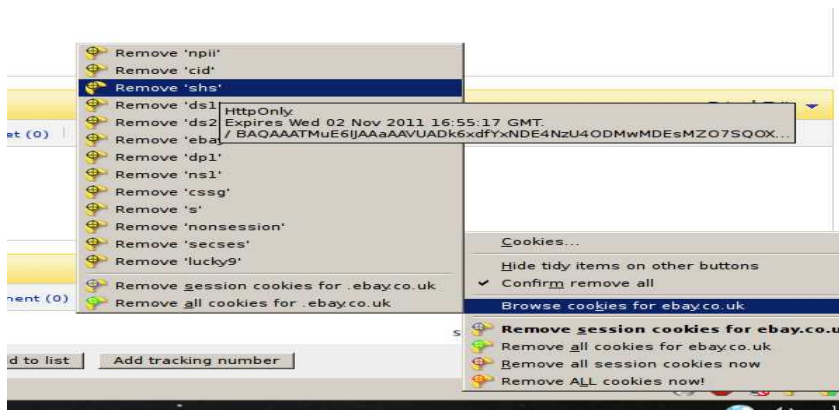 Remove 'npii'
Remove 'cid'
Remove 'shs'
Remove 'ds1
HttpOnly.
Remove 'ds2
Expires Wed 02 Nov 2011 16:55:17 GMT.
et (0)
Remove 'eba
Remove 'dp1'
Remove 'ns1'
Remove 'cssg'
Remove 's'
Remove 'nonsession'
Remove 'secses'
Remove 'lucky9'
Remove session cookies for .ebay.co.uk
Remove all cookies for .ebay.co.uk
nent (0)
d to list
Add tracking number
Cookies...
Hide tidy items on other buttons
Confirm remove all
Browse cookies for ebay.co.uk
Remove session cookies for ebay.co.u
Remove all cookies for ebay.co.uk
Remove all session cookies now
Remove ALL cookies now!